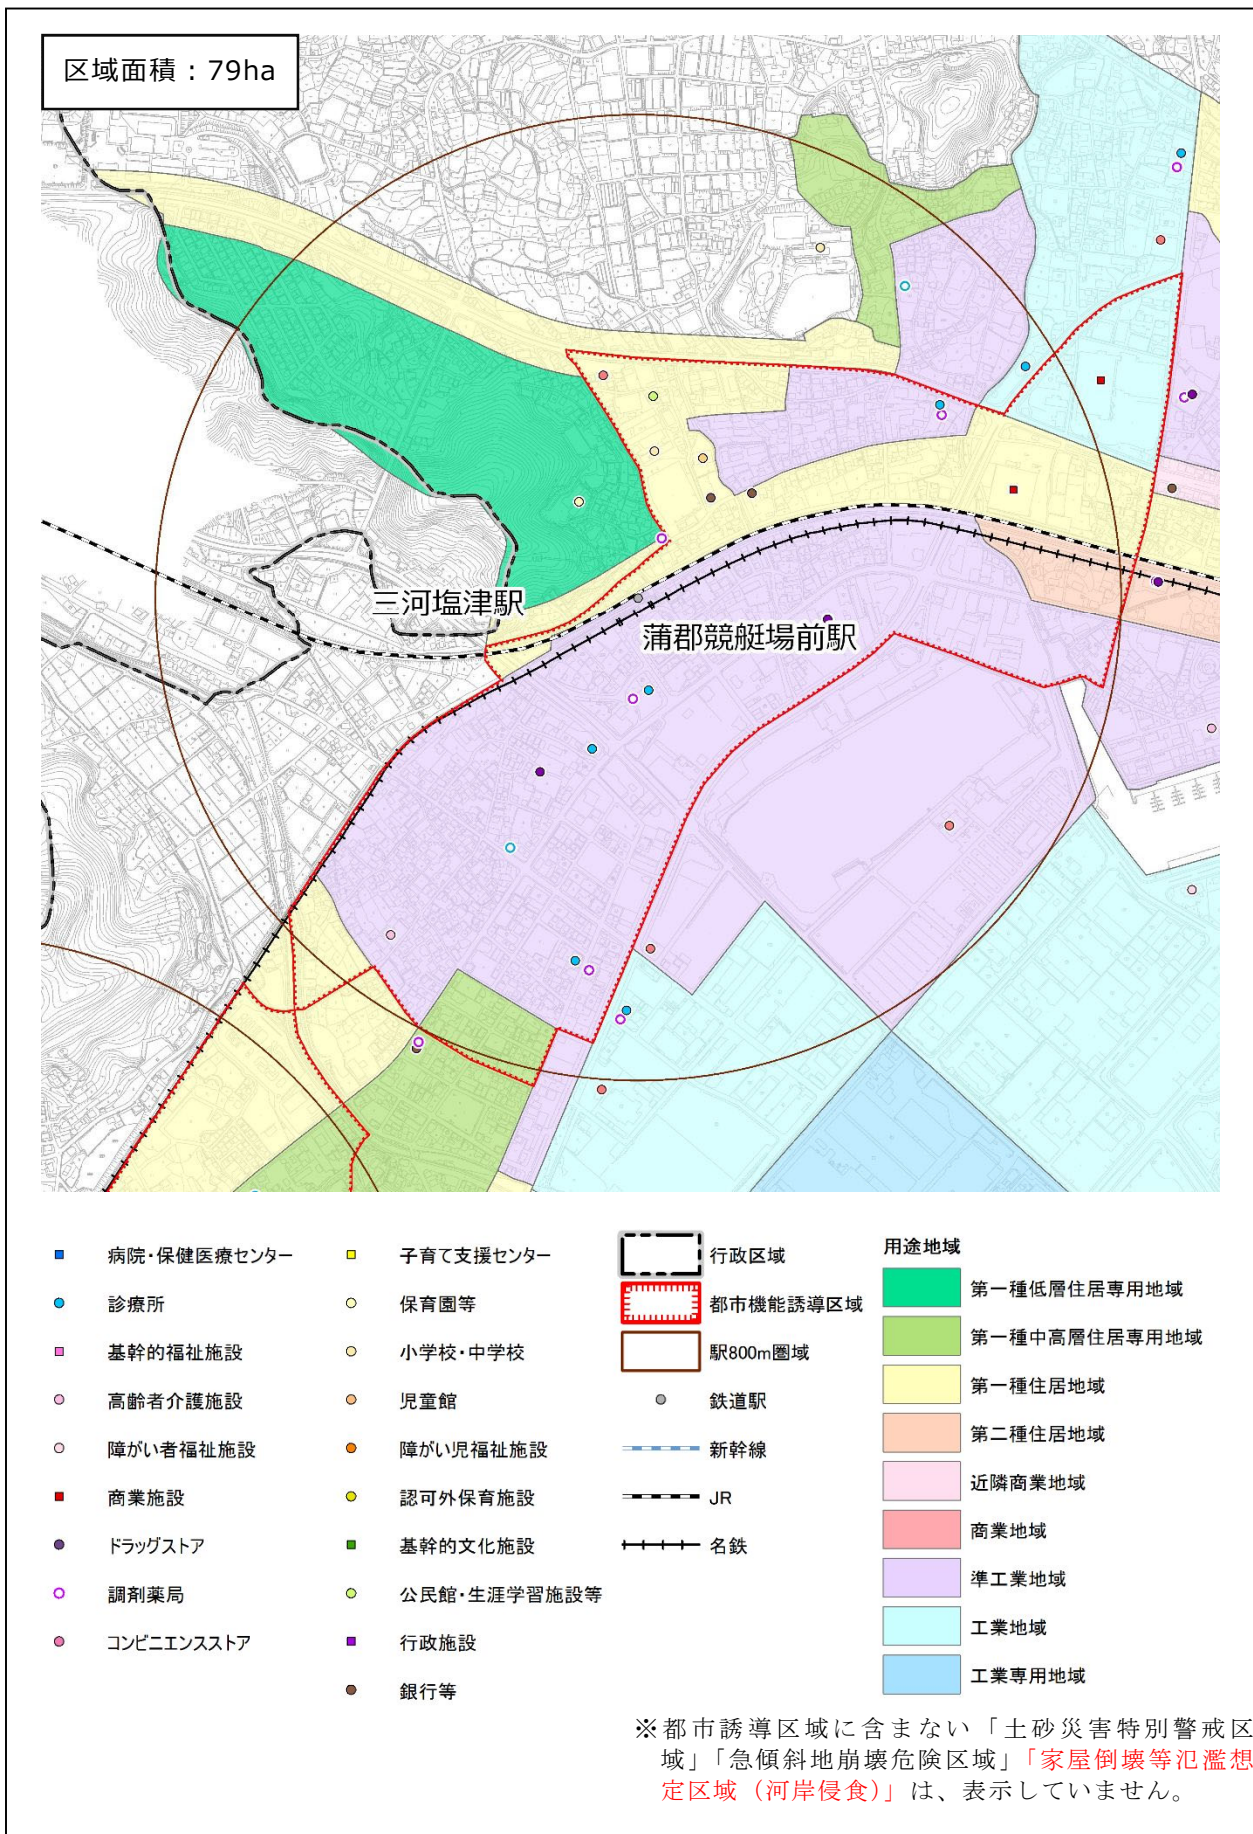 区域面積：79ha
三河塩津駅
蒲郡競艇場前駅
病院・保健医療センター
診療所
基幹的福祉施設
高齢者介護施設
障がい者福祉施設
商業施設
ドラッグストア
調剤薬局
コンビニエンスストア
子育て支援センター
保育園等
小学校・中学校
児童館
障がい児福祉施設
認可外保育施設
基幹的文化施設
公民館・生涯学習施設等
行政施設
銀行等
行政区域
都市機能誘導区域
駅800m圏域
鉄道駅
新幹線
JR
名鉄
用途地域
第一種低層住居専用地域
第一種中高層住居専用地域
第一種住居地域
第二種住居地域
近隣商業地域
商業地域
準工業地域
工業地域
工業専用地域
※都市誘導区域に含まない「土砂災害特別警戒区
域」「急傾斜地崩壊危険区域」「家屋倒壊等氾濫想
定区域（河岸侵食）」は、表示していません。